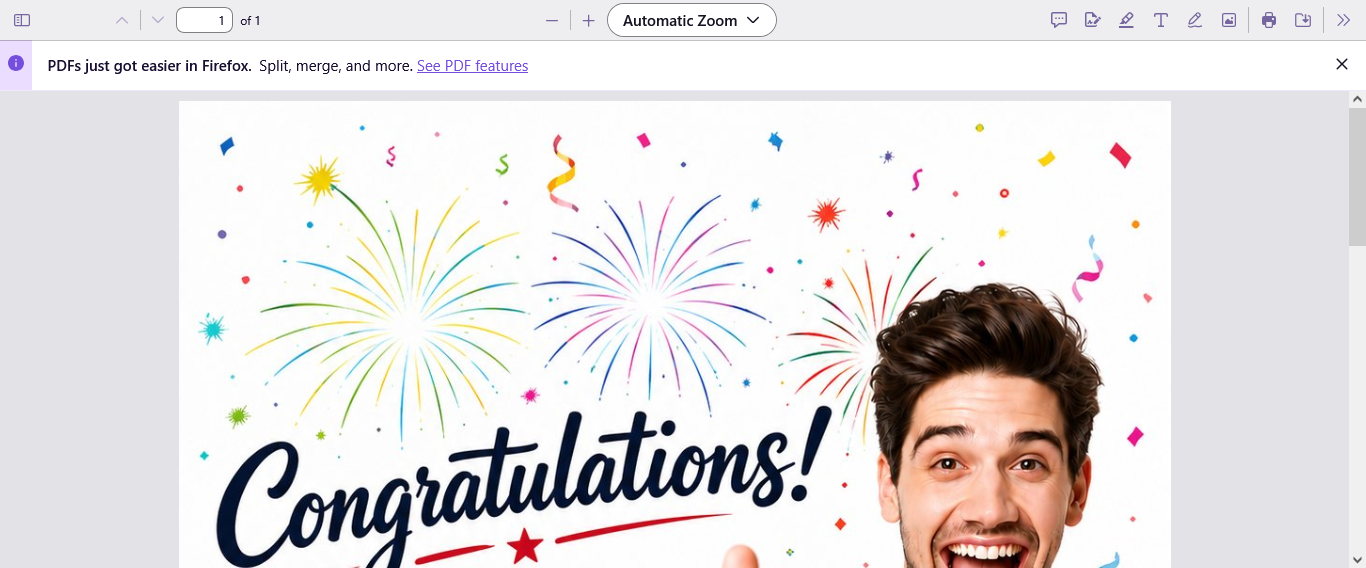 1 of 1 Automatic Zoom
PDFs just got easier in Firefox. Split, merge, and more. See PDF features
Congratulations!